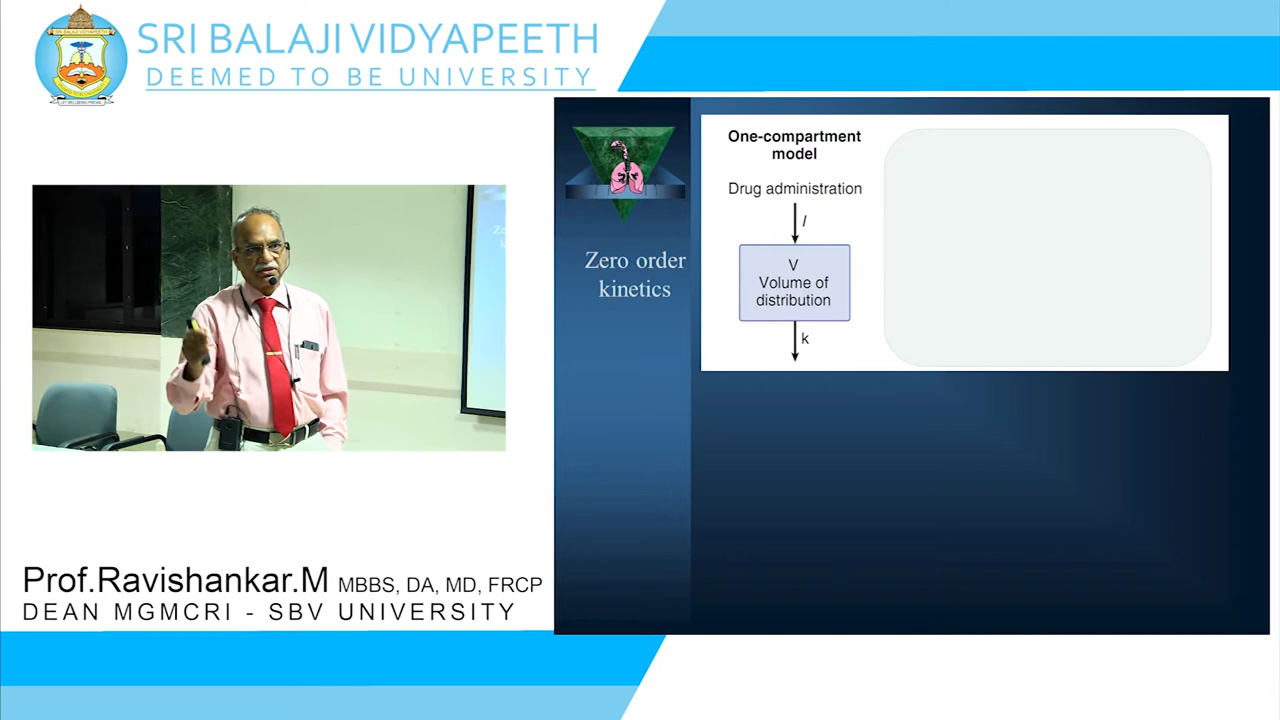 SRI BALAJI VIDYAPEETH
DEEMED TO BE UNIVERSITY
Zero order
kinetics
One-compartment
model
Drug administration
I
V
Volume of
distribution
k
Prof.Ravishankar.M MBBS, DA, MD, FRCP
DEAN MGMCRI - SBV UNIVERSITY